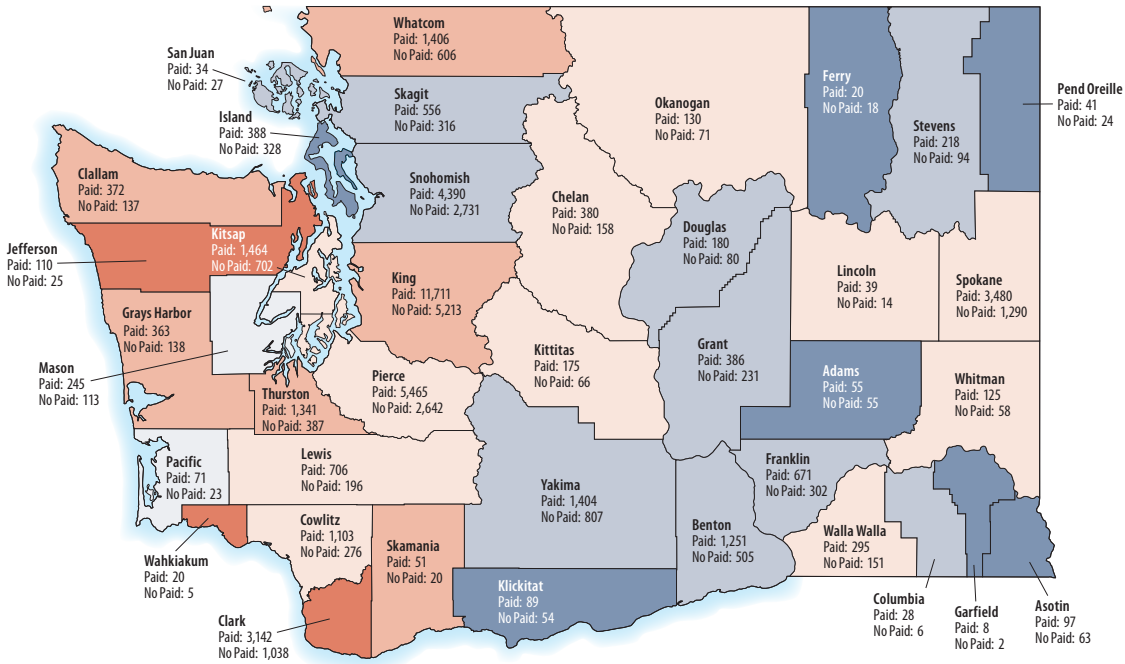 Whatcom
Paid: 1,406
No Paid: 606
San Juan
Paid: 34
No Paid: 27
Skagit
Paid: 556
No Paid: 316
Island
Paid: 388
No Paid: 328
Okanogan
Paid: 130
No Paid: 71
Ferry
Paid: 20
No Paid: 18
Stevens
Paid: 218
No Paid: 94
Pend Oreille
Paid: 41
No Paid: 24
Clallam
Paid: 372
No Paid: 137
Snohomish
Paid: 4,390
No Paid: 2,731
Chelan
Paid: 380
No Paid: 158
Douglas
Paid: 180
No Paid: 80
Jefferson
Paid: 110
No Paid: 25
Kitsap
Paid: 1,464
No Paid: 702
King
Paid: 11,711
No Paid: 5,213
Lincoln
Paid: 39
No Paid: 14
Spokane
Paid: 3,480
No Paid: 1,290
Grays Harbor
Paid: 363
No Paid: 138
Mason
Paid: 245
No Paid: 113
Thurston
Paid: 1,341
No Paid: 387
Pierce
Paid: 5,465
No Paid: 2,642
Kittitas
Paid: 175
No Paid: 66
Grant
Paid: 386
No Paid: 231
Adams
Paid: 55
No Paid: 55
Whitman
Paid: 125
No Paid: 58
Pacific
Paid: 71
No Paid: 23
Lewis
Paid: 706
No Paid: 196
Yakima
Paid: 1,404
No Paid: 807
Franklin
Paid: 671
No Paid: 302
Benton
Paid: 1,251
No Paid: 505
Walla Walla
Paid: 295
No Paid: 151
Wahkiakum
Paid: 20
No Paid: 5
Cowlitz
Paid: 1,103
No Paid: 276
Skamania
Paid: 51
No Paid: 20
Klickitat
Paid: 89
No Paid: 54
Clark
Paid: 3,142
No Paid: 1,038
Columbia
Paid: 28
No Paid: 6
Garfield
Paid: 8
No Paid: 2
Asotin
Paid: 97
No Paid: 63